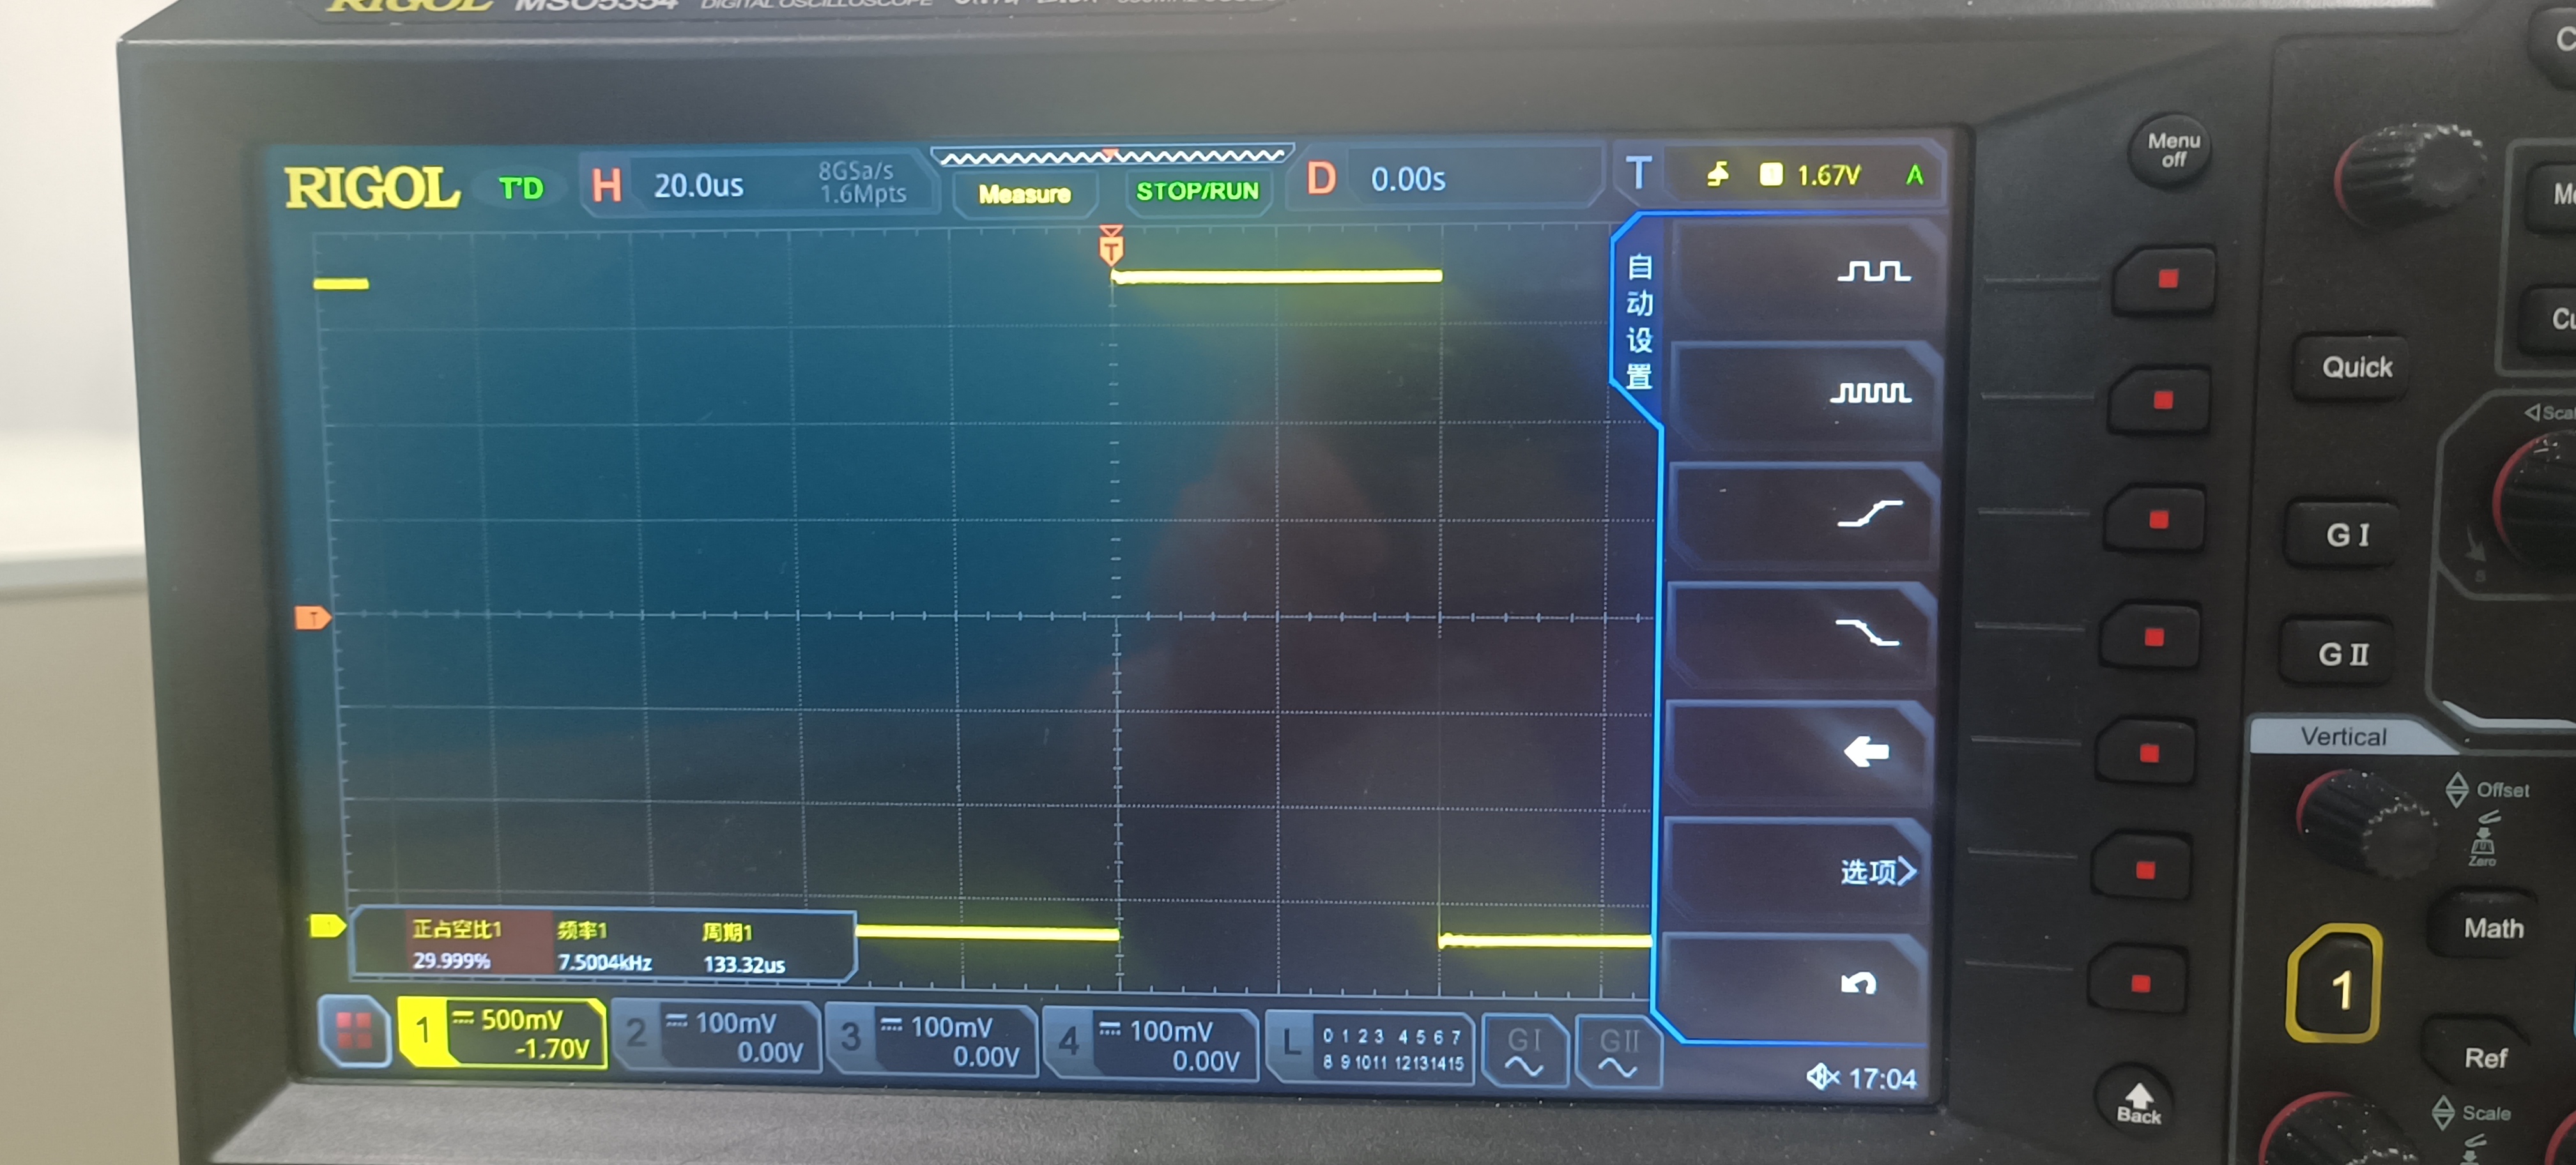 RIGOL MSO5354 DIGITAL OSCILLOSCOPE
RIGOL T'D H 20.0us 8GSa/s 1.6Mpts Measure STOP/RUN D 0.00s T 1.67V A
T
自动设置
T
正占空比1 频率1 周期1
29.999% 7.5004kHz 133.32us
选项>
1 500mV -1.70V
2 100mV 0.00V
3 100mV 0.00V
4 100mV 0.00V
L 0 1 2 3 4 5 6 7
8 9 10 11 12 13 14 15
GI
GII
17:04
Menu off
Quick
G I
G II
Vertical
Offset
Zero
Math
1
Ref
Scale
Back